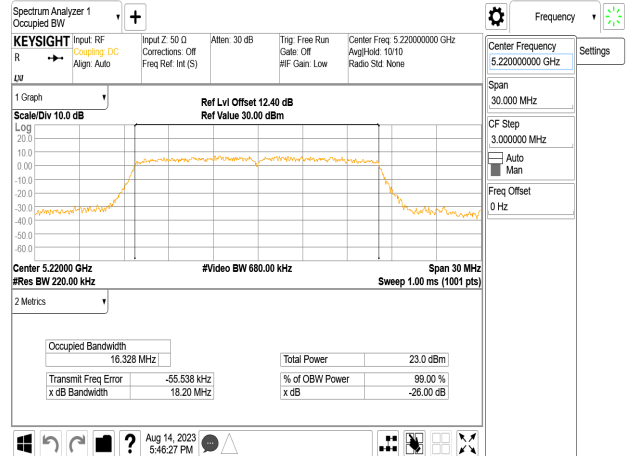 Spectrum Analyzer 1
Occupied BW
Frequency
KEYSIGHT
R
Input: RF
Coupling: DC
Align: Auto
Input Z: 50 Ω
Corrections: Off
Freq Ref: Int (S)
Atten: 30 dB
Trig: Free Run
Gate: Off
#IF Gain: Low
Center Freq: 5.220000000 GHz
Avg|Hold: 10/10
Radio Std: None
Center Frequency
5.220000000 GHz
Settings
Span
30.000 MHz
CF Step
3.000000 MHz
Auto
Man
Freq Offset
0 Hz
1 Graph
Scale/Div 10.0 dB
Ref Lvl Offset 12.40 dB
Ref Value 30.00 dBm
Log
20.0
10.0
0.00
-10.0
-20.0
-30.0
-40.0
-50.0
-60.0
Center 5.22000 GHz
#Video BW 680.00 kHz
Span 30 MHz
#Res BW 220.00 kHz
Sweep 1.00 ms (1001 pts)
2 Metrics
Occupied Bandwidth
16.328 MHz
Total Power 23.0 dBm
Transmit Freq Error -55.538 kHz
% of OBW Power 99.00 %
x dB Bandwidth 18.20 MHz
x dB -26.00 dB
Aug 14, 2023
5:46:27 PM